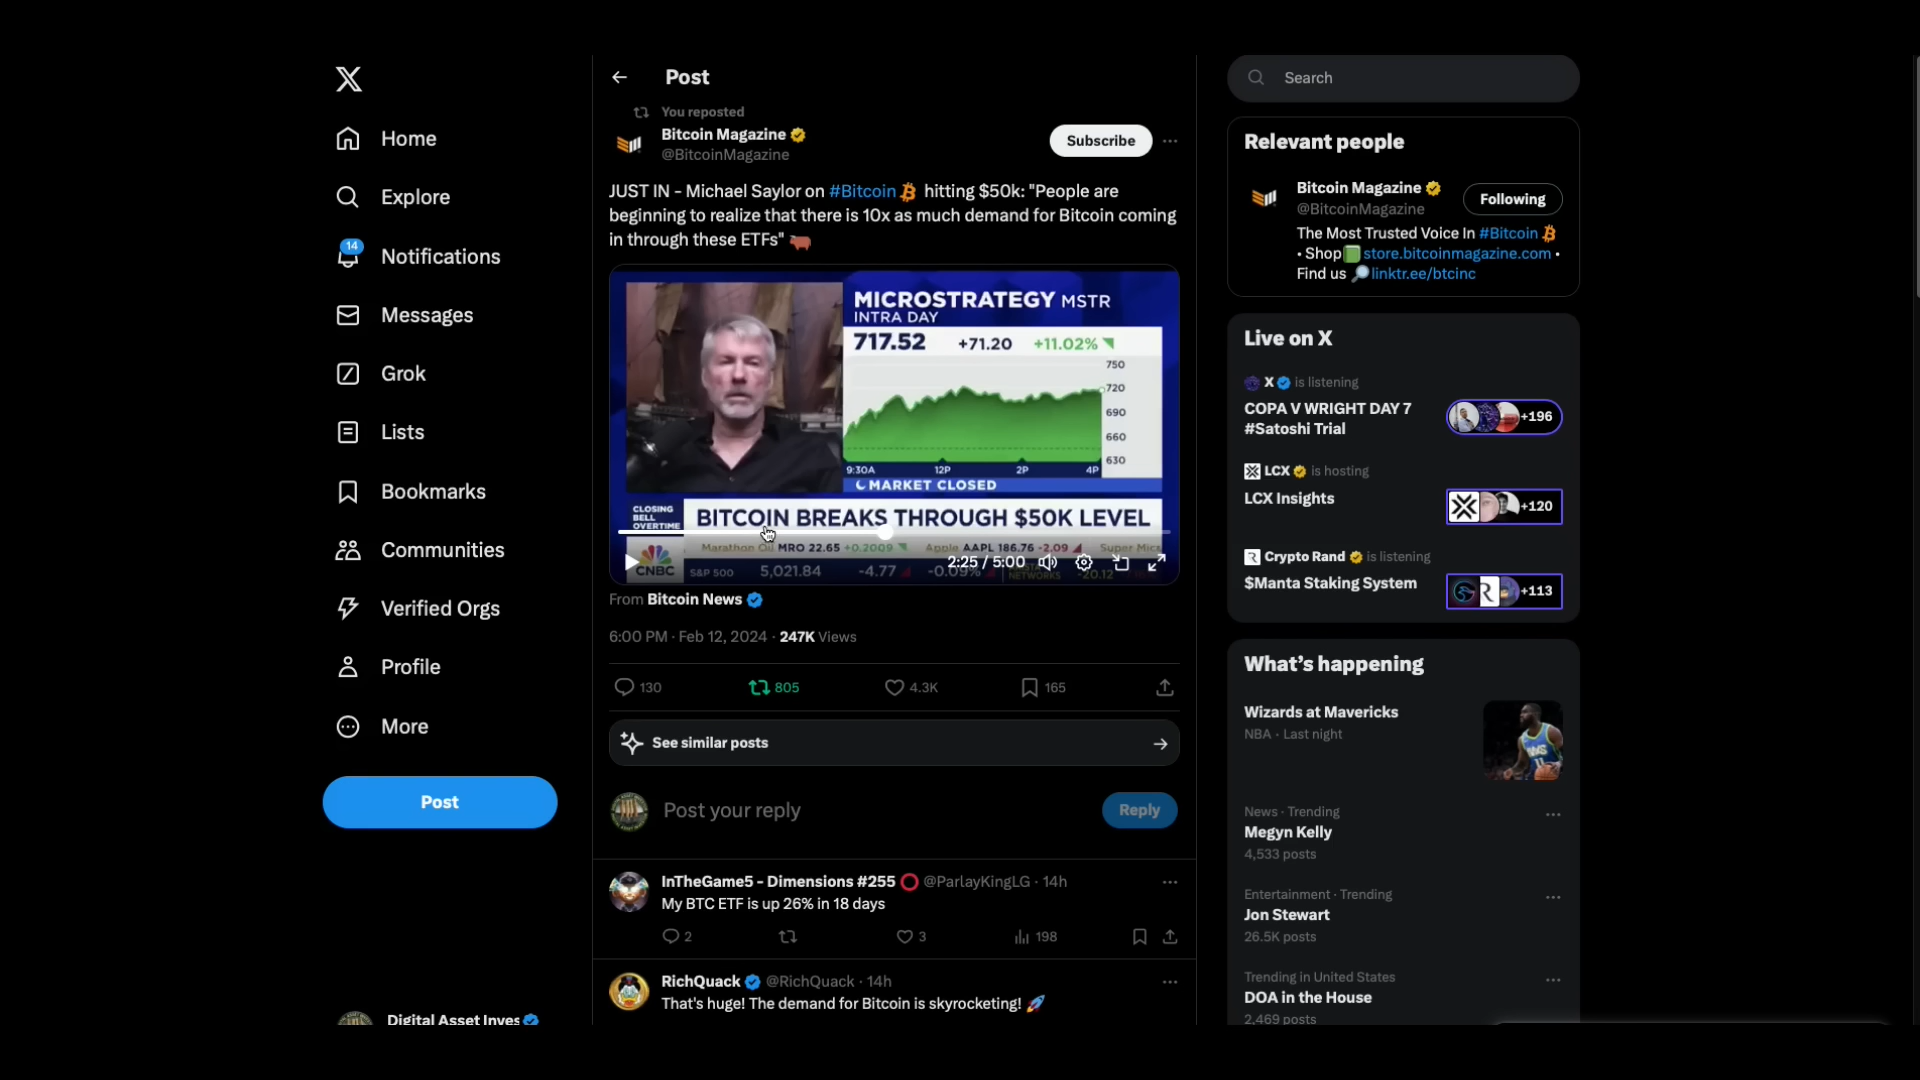 Home
Explore
14
Notifications
Messages
Grok
Lists
Bookmarks
Communities
Verified Orgs
Profile
More
Post
Digital Asset Inves
Post
You reposted
Bitcoin Magazine
@BitcoinMagazine
Subscribe
JUST IN - Michael Saylor on #Bitcoin hitting $50k: "People are
beginning to realize that there is 10x as much demand for Bitcoin coming
in through these ETFs"
MICROSTRATEGY MSTR
INTRA DAY
717.52 +71.20 +11.02%
750
720
690
660
630
9:30A 12P 2P 4P
MARKET CLOSED
CLOSING
BELL
OVERTIME
BITCOIN BREAKS THROUGH $50K LEVEL
Marathon Oil MRO 22.65 +0.2009 Apple AAPL 186.76 -2.09 Super Mic
CNBC
S&P 500 5,021.84 -4.77 -0.09%
NETWORKS -20.12
2:25 / 5:00
From Bitcoin News
6:00 PM · Feb 12, 2024 · 247K Views
130 805 4.3K 165
See similar posts
Post your reply
Reply
InTheGame5 - Dimensions #255 @ParlayKingLG · 14h
My BTC ETF is up 26% in 18 days
2 3 198
RichQuack @RichQuack · 14h
That's huge! The demand for Bitcoin is skyrocketing!
Search
Relevant people
Bitcoin Magazine
@BitcoinMagazine
Following
The Most Trusted Voice In #Bitcoin
• Shop store.bitcoinmagazine.com •
Find us linktr.ee/btcinc
Live on X
X is listening
COPA V WRIGHT DAY 7
#Satoshi Trial
+196
LCX is hosting
LCX Insights
+120
Crypto Rand is listening
$Manta Staking System
+113
What's happening
Wizards at Mavericks
NBA · Last night
News · Trending
Megyn Kelly
4,533 posts
Entertainment · Trending
Jon Stewart
26.5K posts
Trending in United States
DOA in the House
2,469 posts